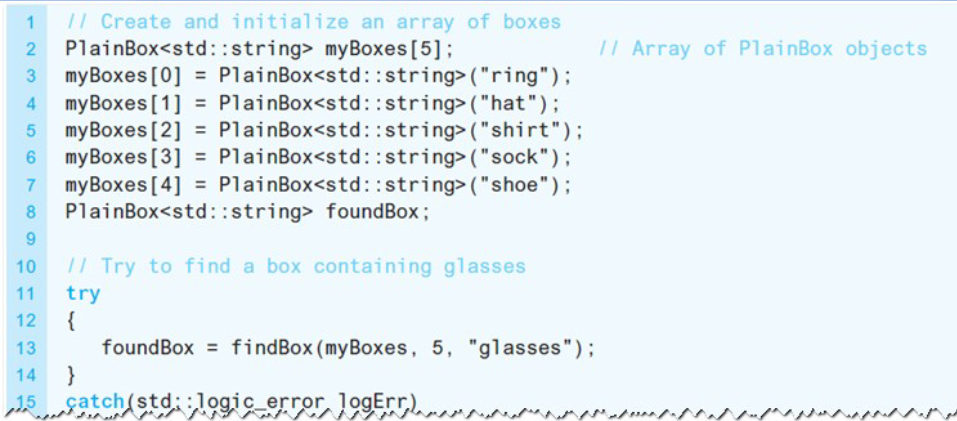 1 // Create and initialize an array of boxes
2 PlainBox<std::string> myBoxes[5]; // Array of PlainBox objects
3 myBoxes[0] = PlainBox<std::string>("ring");
4 myBoxes[1] = PlainBox<std::string>("hat");
5 myBoxes[2] = PlainBox<std::string>("shirt");
6 myBoxes[3] = PlainBox<std::string>("sock");
7 myBoxes[4] = PlainBox<std::string>("shoe");
8 PlainBox<std::string> foundBox;
9
10 // Try to find a box containing glasses
11 try
12 {
13 foundBox = findBox(myBoxes, 5, "glasses");
14 }
15 catch(std::logic_error logErr)